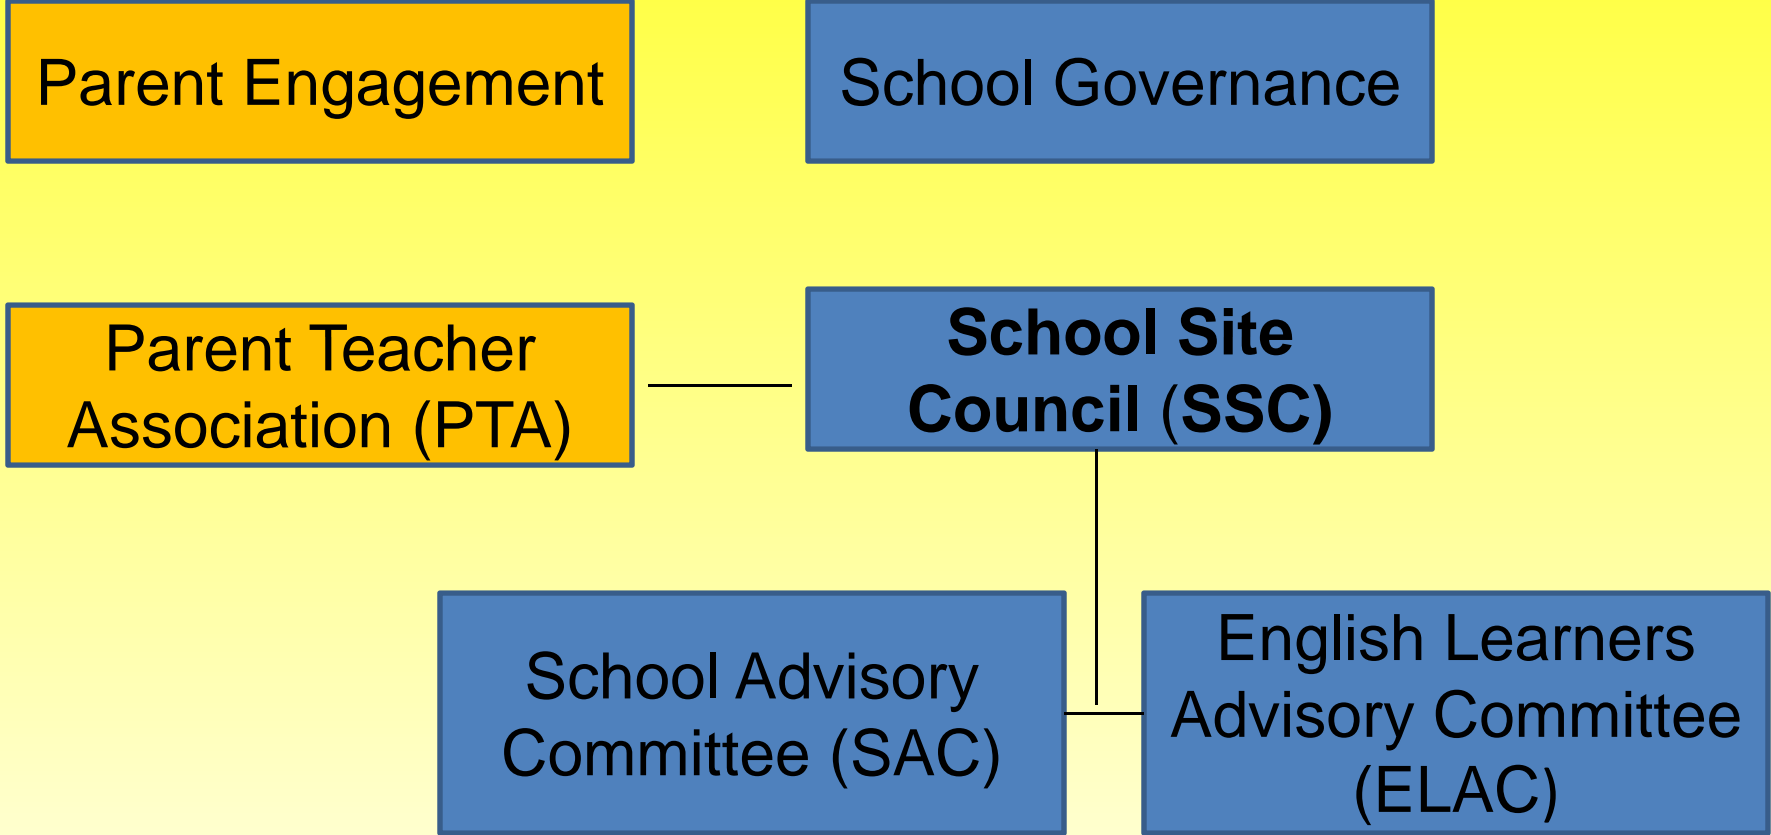 Parent Engagement
School Governance
Parent Teacher
Association (PTA)
School Site
Council (SSC)
School Advisory
Committee (SAC)
English Learners
Advisory Committee
(ELAC)